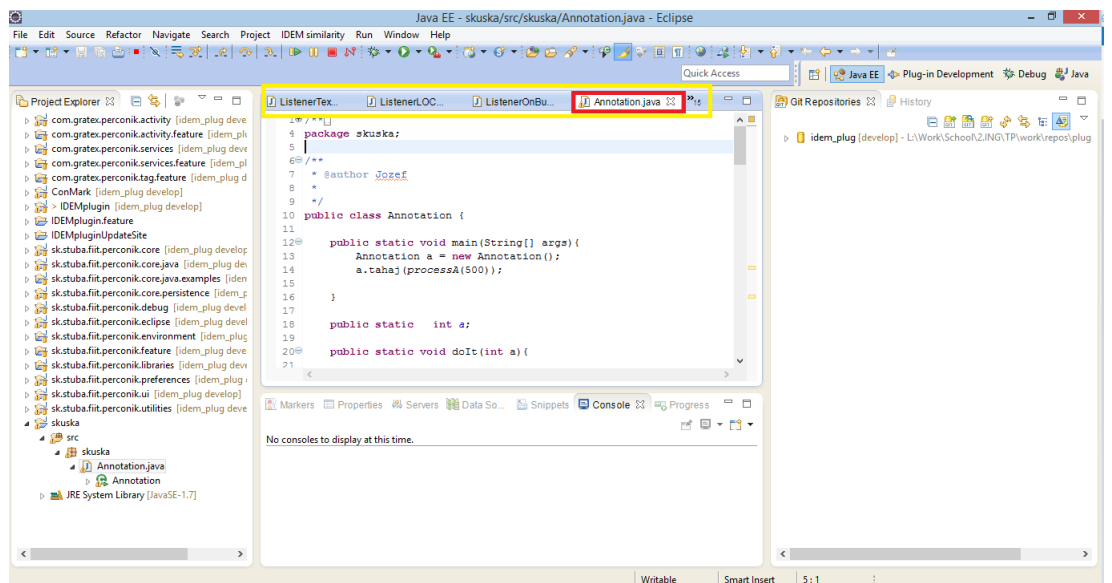 Java EE - skuska/src/skuska/Annotation.java - Eclipse
File Edit Source Refactor Navigate Search Project IDEM similarity Run Window Help
Quick Access
Java EE Plug-in Development Debug Java
Project Explorer
com.gratex.perconik.activity [idem_plug deve
com.gratex.perconik.activity.feature [idem_pl
com.gratex.perconik.services [idem_plug deve
com.gratex.perconik.services.feature [idem_pl
com.gratex.perconik.tag.feature [idem_plug d
ConMark [idem_plug develop]
> IDEMplugin [idem_plug develop]
IDEMplugin.feature
IDEMpluginUpdateSite
sk.stuba.fiit.perconik.core [idem_plug develop
sk.stuba.fiit.perconik.core.java [idem_plug dev
sk.stuba.fiit.perconik.core.java.examples [idem
sk.stuba.fiit.perconik.core.persistence [idem_p
sk.stuba.fiit.perconik.debug [idem_plug devel
sk.stuba.fiit.perconik.eclipse [idem_plug devel
sk.stuba.fiit.perconik.environment [idem_plug
sk.stuba.fiit.perconik.feature [idem_plug deve
sk.stuba.fiit.perconik.libraries [idem_plug deve
sk.stuba.fiit.perconik.preferences [idem_plug
sk.stuba.fiit.perconik.ui [idem_plug develop]
sk.stuba.fiit.perconik.utilities [idem_plug deve
skuska
src
skuska
Annotation.java
Annotation
JRE System Library [JavaSE-1.7]
ListenerTex... ListenerLOC... ListenerOnBu... Annotation.java »15
1 /**
4 package skuska;
5
6 /**
7 * @author Jozef
8 *
9 */
10 public class Annotation {
11
12 public static void main(String[] args){
13 Annotation a = new Annotation();
14 a.tahaj(processA(500));
15
16 }
17
18 public static int a;
19
20 public static void doIt(int a){
21
Markers Properties Servers Data So... Snippets Console Progress
No consoles to display at this time.
Git Repositories History
idem_plug [develop] - L:\Work\School\2.ING\TP\work\repos\plug
Writable Smart Insert 5 : 1